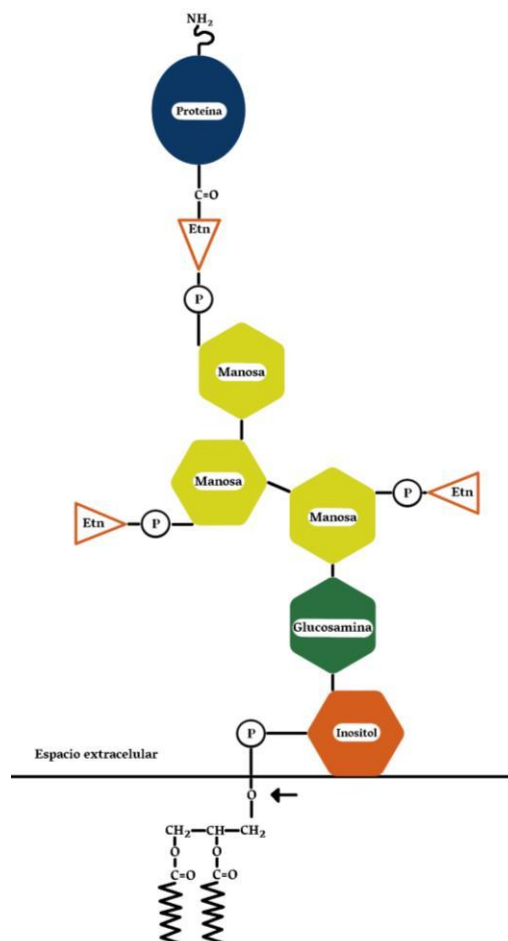 NH2
Proteína
C=O
Etn
P
Manosa
Manosa
Manosa
P
Etn
Etn
P
Glucosamina
P
Inositol
Espacio extracelular
O
CH2—CH—CH2
O
O
C=O
C=O